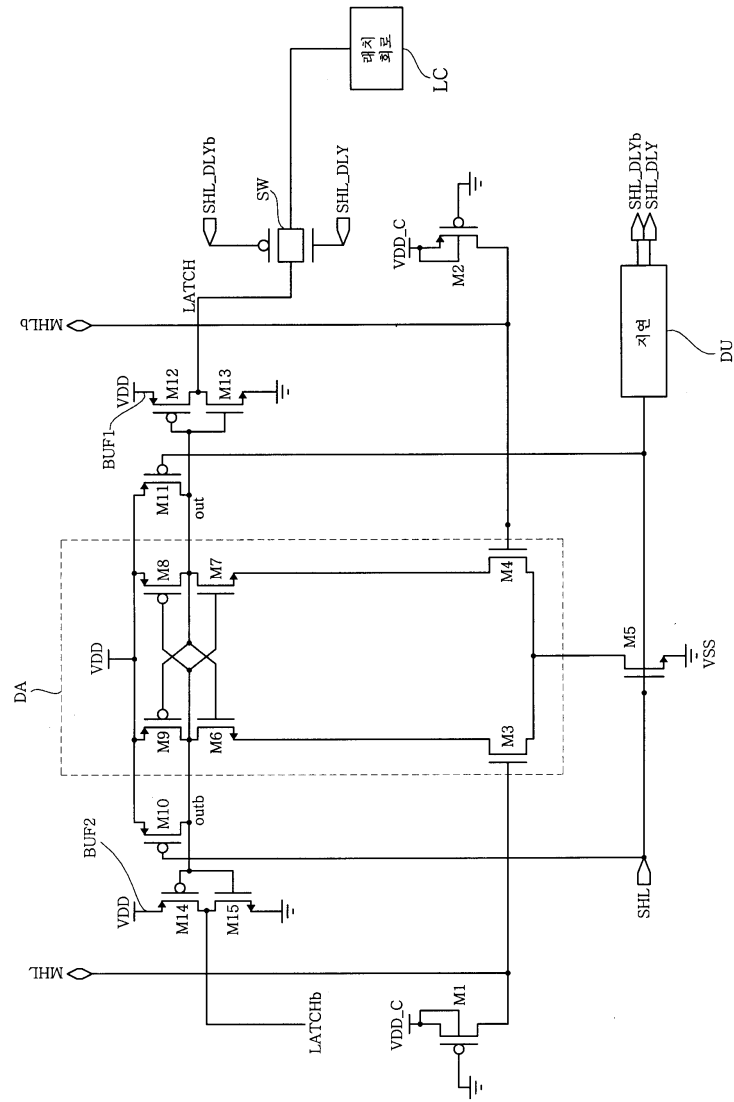 래치
회로
LC
SHL_DLYb
SW
SHL_DLY
LATCH
VDD_C
M2
MHLb
SHL_DLYb
SHL_DLY
지연
DU
VDD
BUF1
M12
M13
M11
out
DA
VDD
M8
M7
M4
M9
M6
M3
M5
VSS
M10
outb
BUF2
VDD
M14
M15
SHL
MHL
LATCHb
VDD_C
M1